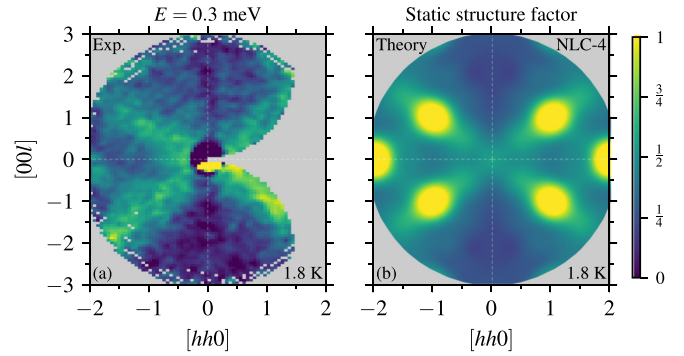 E = 0.3 meV
Static structure factor
Exp.
Theory
NLC-4
(a)
1.8 K
(b)
1.8 K
3
2
1
0
−1
−2
−3
[00l]
−2
−1
0
1
2
[hh0]
−2
−1
0
1
2
[hh0]
1
3/4
1/2
1/4
0